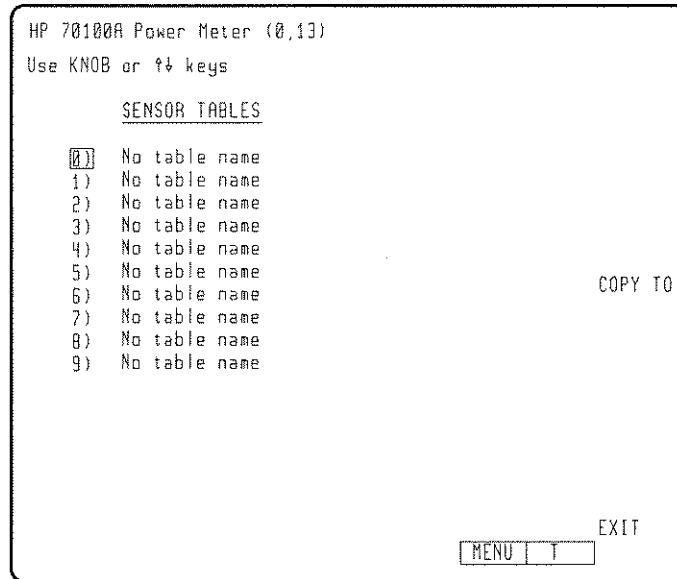 HP 70100A Power Meter (0,13)
Use KNOB or ↑↓ keys
SENSOR TABLES
0) No table name
1) No table name
2) No table name
3) No table name
4) No table name
5) No table name
6) No table name
7) No table name
8) No table name
9) No table name
COPY TO
EXIT
MENU T